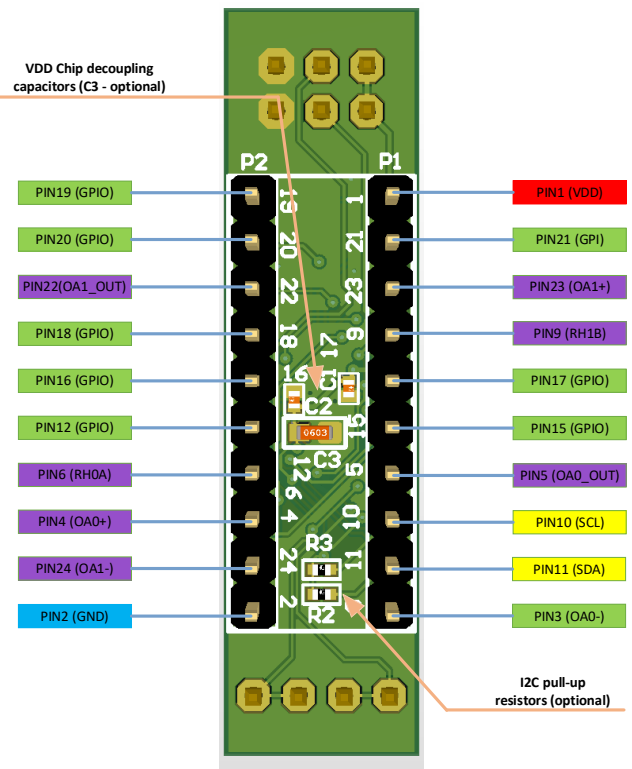 VDD Chip decoupling
capacitors (C3 - optional)
P2
P1
PIN19 (GPIO)
19
1
PIN1 (VDD)
PIN20 (GPIO)
20
21
PIN21 (GPI)
PIN22(OA1_OUT)
22
23
PIN23 (OA1+)
PIN18 (GPIO)
18
17
9
PIN9 (RH1B)
PIN16 (GPIO)
16
C1
PIN17 (GPIO)
C2
PIN12 (GPIO)
0603
15
PIN15 (GPIO)
C3
PIN6 (RH0A)
12
5
PIN5 (OA0_OUT)
6
PIN4 (OA0+)
4
10
PIN10 (SCL)
R3
PIN24 (OA1-)
24
11
PIN11 (SDA)
PIN2 (GND)
2
R2
PIN3 (OA0-)
I2C pull-up
resistors (optional)